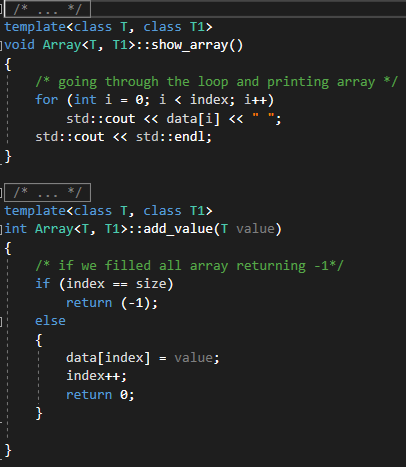 /* ... */
template<class T, class T1>
void Array<T, T1>::show_array()
{
    /* going through the loop and printing array */
    for (int i = 0; i < index; i++)
        std::cout << data[i] << " ";
    std::cout << std::endl;
}
/* ... */
template<class T, class T1>
int Array<T, T1>::add_value(T value)
{
    /* if we filled all array returning -1*/
    if (index == size)
        return (-1);
    else
    {
        data[index] = value;
        index++;
        return 0;
    }
}